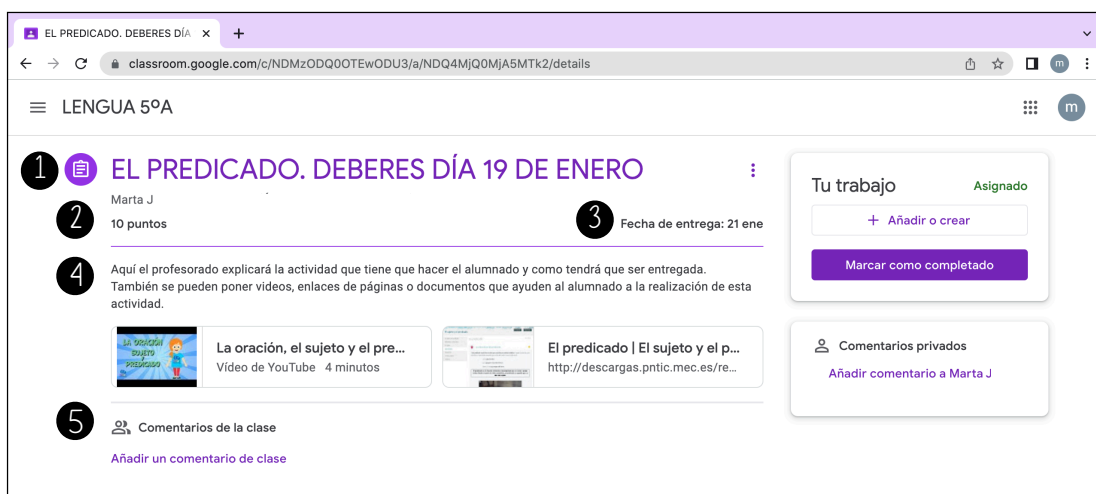 EL PREDICADO. DEBERES DÍA
classroom.google.com/c/NDMzODQ0OTEwODU3/a/NDQ4MjQ0MjA5MTk2/details
m
LENGUA 5ºA
m
1
EL PREDICADO. DEBERES DÍA 19 DE ENERO
Marta J
2
10 puntos
3
Fecha de entrega: 21 ene
4
Aquí el profesorado explicará la actividad que tiene que hacer el alumnado y como tendrá que ser entregada.
También se pueden poner videos, enlaces de páginas o documentos que ayuden al alumnado a la realización de esta
actividad.
LA ORACIÓN
SUJETO
Y
PREDICADO
La oración, el sujeto y el pre...
Vídeo de YouTube 4 minutos
El predicado | El sujeto y el p...
http://descargas.pntic.mec.es/re...
5
Comentarios de la clase
Añadir un comentario de clase
Tu trabajo
Asignado
+ Añadir o crear
Marcar como completado
Comentarios privados
Añadir comentario a Marta J